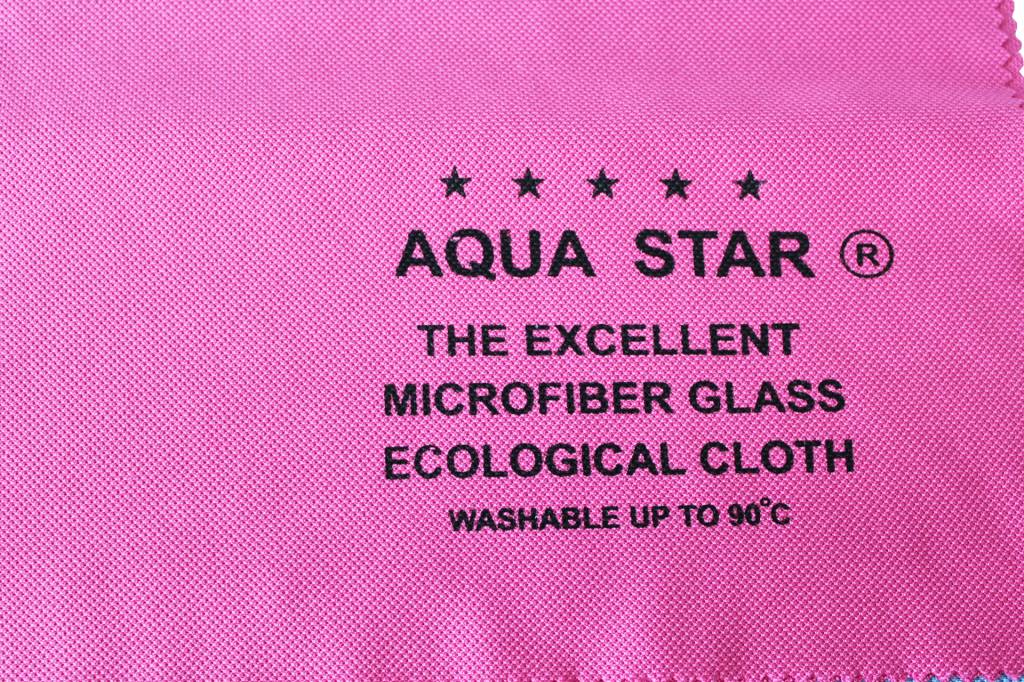 ★ ★ ★ ★ ★
AQUA STAR ®
THE EXCELLENT
MICROFIBER GLASS
ECOLOGICAL CLOTH
WASHABLE UP TO 90°C